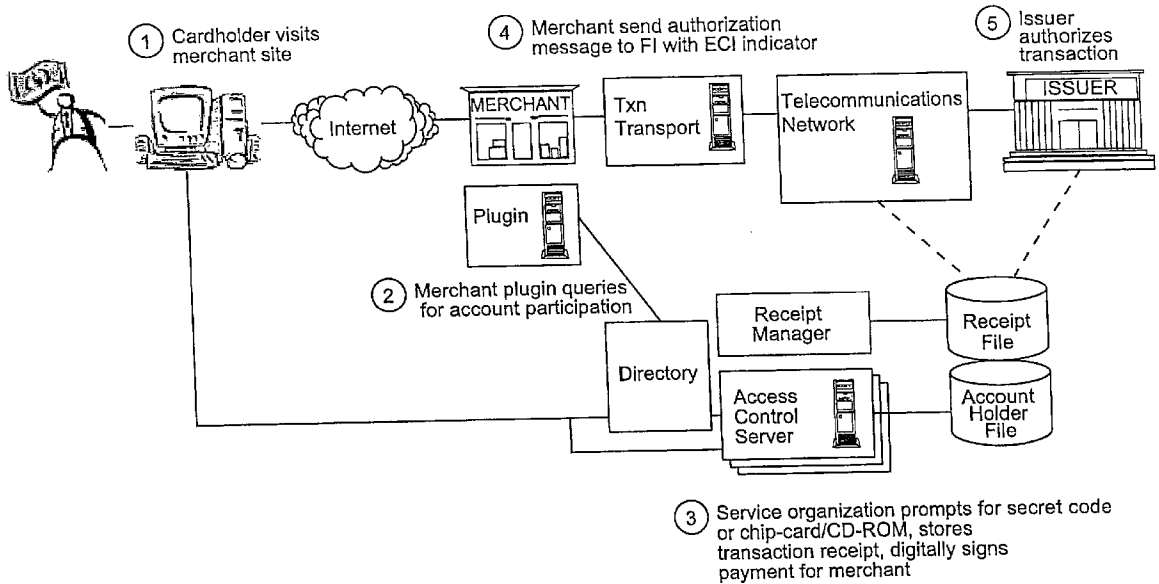 1 Cardholder visits
merchant site
4 Merchant send authorization
message to FI with ECI indicator
5 Issuer
authorizes
transaction
Internet
MERCHANT
Txn
Transport
Telecommunications
Network
ISSUER
Plugin
2 Merchant plugin queries
for account participation
Directory
Receipt
Manager
Receipt
File
Access
Control
Server
Account
Holder
File
3 Service organization prompts for secret code
or chip-card/CD-ROM, stores
transaction receipt, digitally signs
payment for merchant